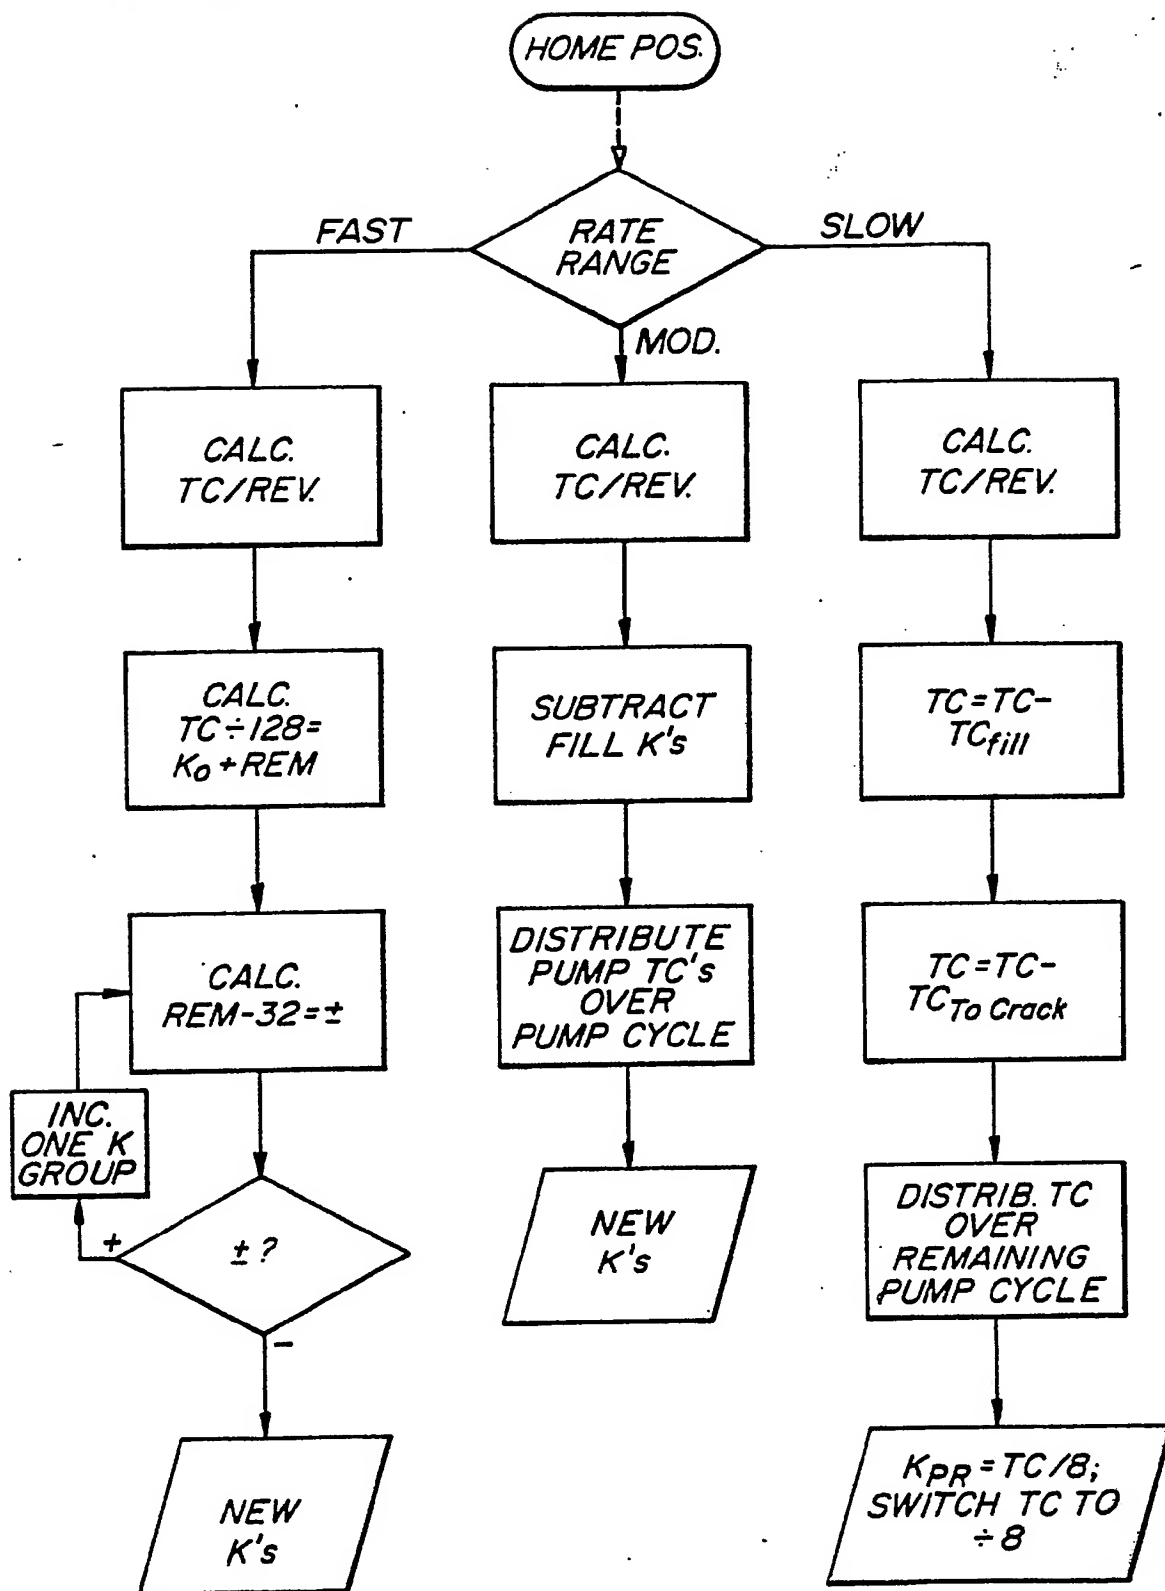 HOME POS.
RATE
RANGE
FAST
MOD.
SLOW
CALC.
TC/REV.
CALC.
TC÷128=
Ko+REM
CALC.
REM-32=±
INC.
ONE K
GROUP
+
± ?
-
NEW
K's
CALC.
TC/REV.
SUBTRACT
FILL K's
DISTRIBUTE
PUMP TC's
OVER
PUMP CYCLE
NEW
K's
CALC.
TC/REV.
TC=TC-
TCfill
TC=TC-
TCTo Crack
DISTRIB. TC
OVER
REMAINING
PUMP CYCLE
KPR=TC/8;
SWITCH TC TO
÷8